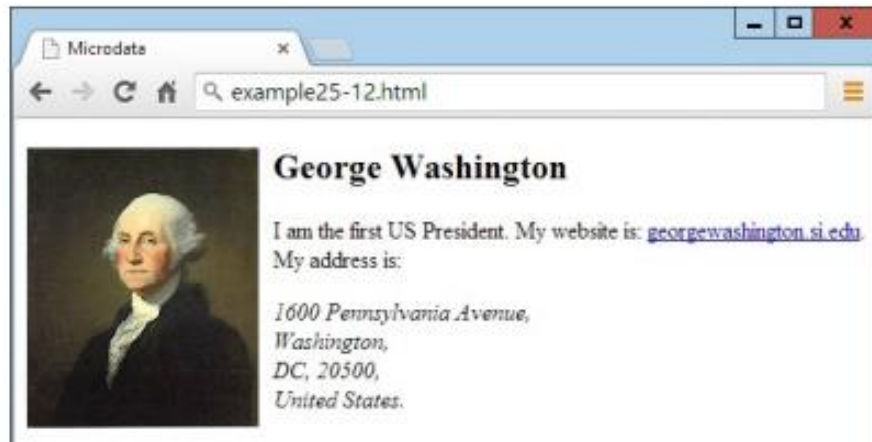 Microdata
example25-12.html
George Washington
I am the first US President. My website is: georgewashington.si.edu.
My address is:
1600 Pennsylvania Avenue,
Washington,
DC, 20500,
United States.